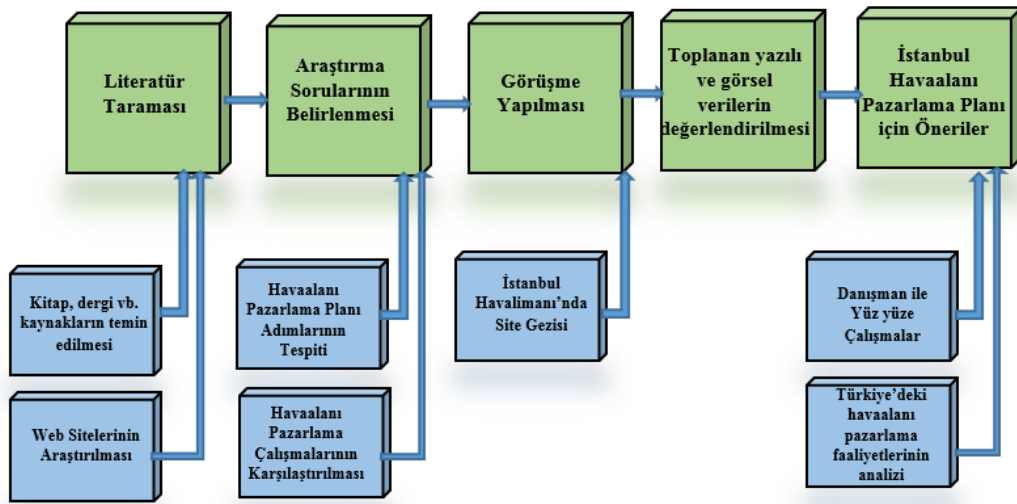 Literatür
Taraması
Araştırma
Sorularının
Belirlenmesi
Görüşme
Yapılması
Toplanan yazılı
ve görsel
verilerin
değerlendirilmesi
İstanbul
Havaalanı
Pazarlama Planı
için Öneriler
Kitap, dergi vb.
kaynakların temin
edilmesi
Havaalanı
Pazarlama Planı
Adımlarının
Tespiti
İstanbul
Havalimanı’nda
Site Gezisi
Danışman ile
Yüz yüze
Çalışmalar
Web Sitelerinin
Araştırılması
Havaalanı
Pazarlama
Çalışmalarının
Karşılaştırılması
Türkiye’deki
havaalanı
pazarlama
faaliyetlerinin
analizi